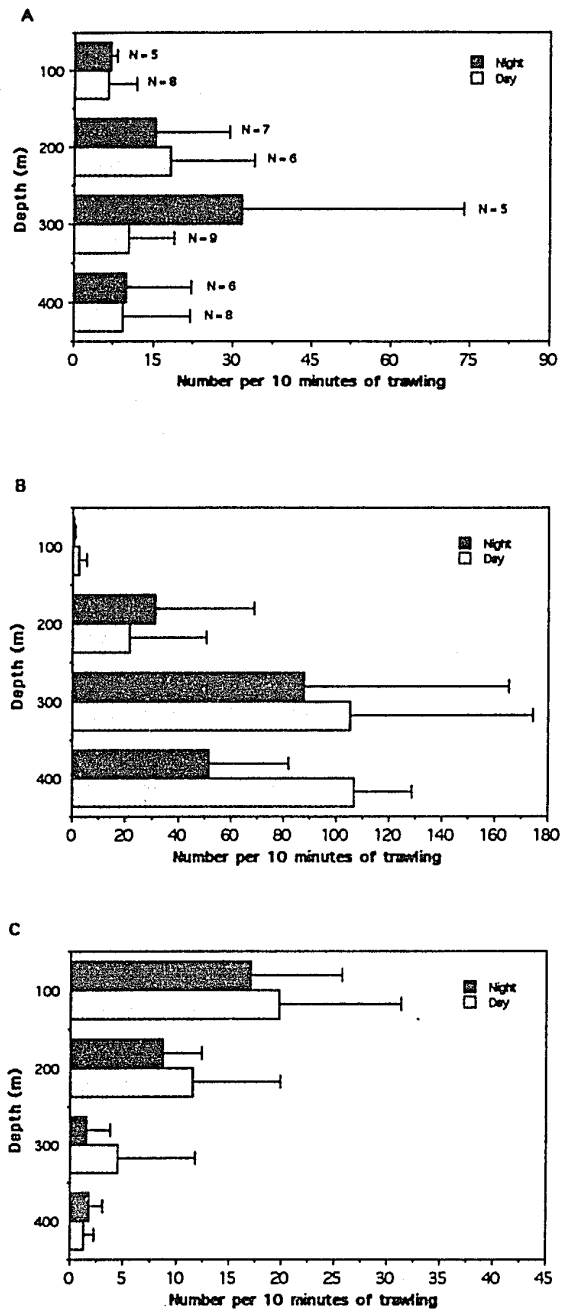 A
N=5
Night
100
N=8
Day
N=7
200
N=6
Depth (m)
N=5
300
N=9
N=6
400
N=8
0 15 30 45 60 75 90
Number per 10 minutes of trawling
B
Night
100
Day
200
Depth (m)
300
400
0 20 40 60 80 100 120 140 160 180
Number per 10 minutes of trawling
C
Night
100
Day
200
Depth (m)
300
400
0 5 10 15 20 25 30 35 40 45
Number per 10 minutes of trawling